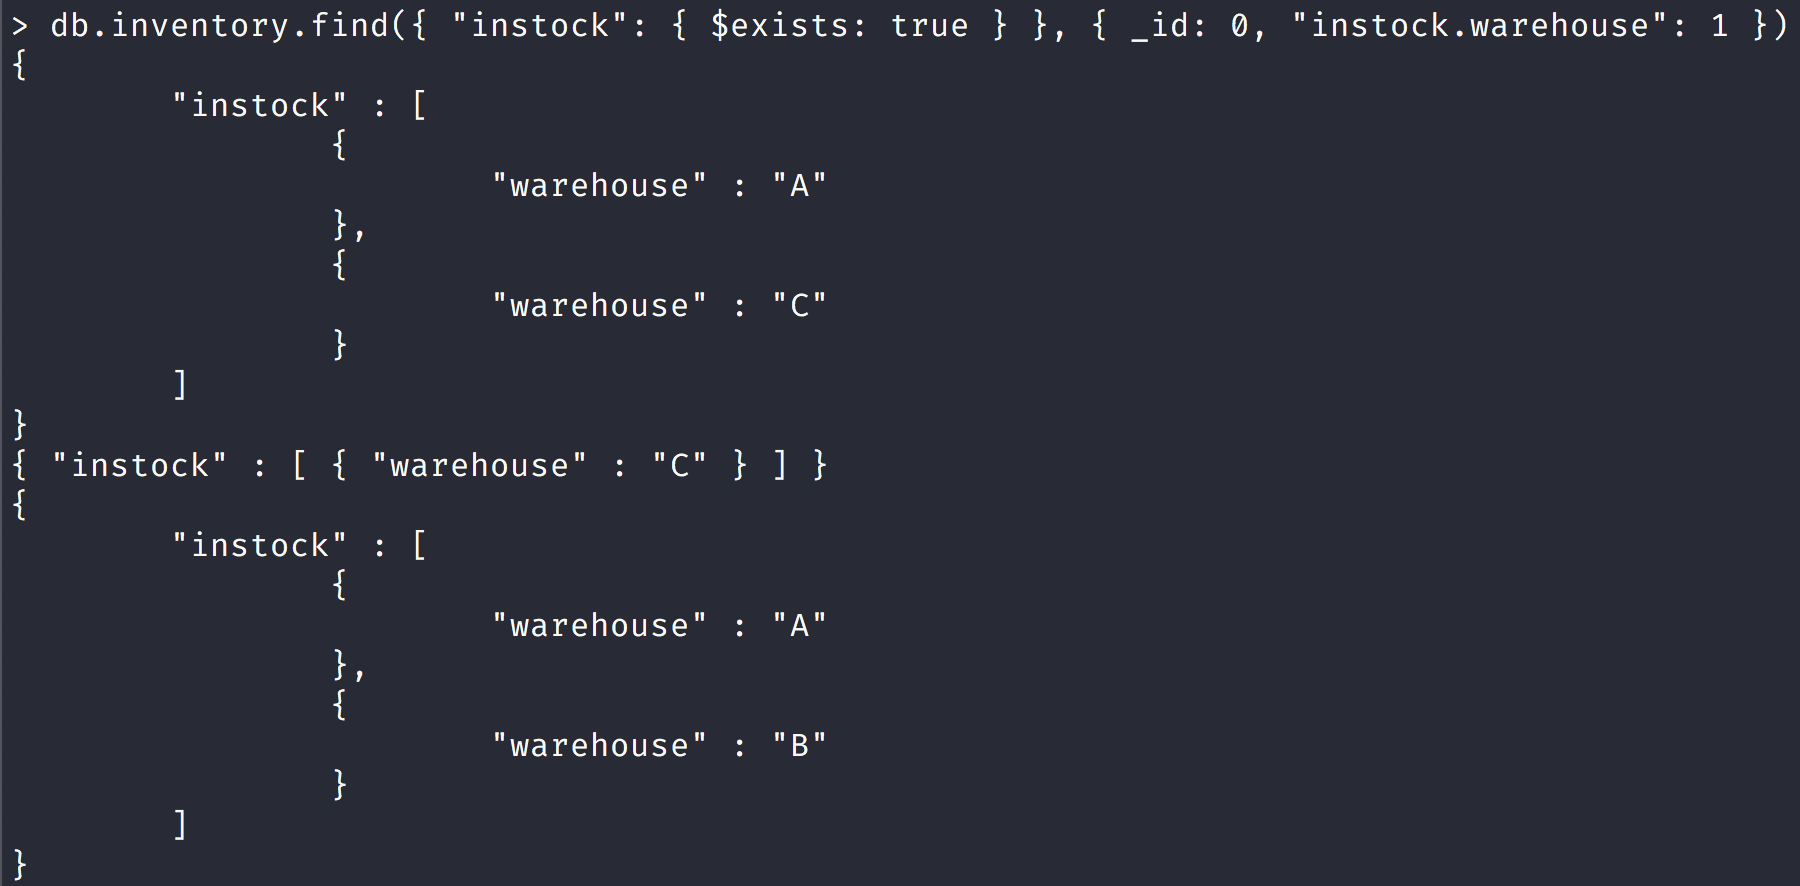 > db.inventory.find({ "instock": { $exists: true } }, { _id: 0, "instock.warehouse": 1 })
{
        "instock" : [
                {
                        "warehouse" : "A"
                },
                {
                        "warehouse" : "C"
                }
        ]
}
{ "instock" : [ { "warehouse" : "C" } ] }
{
        "instock" : [
                {
                        "warehouse" : "A"
                },
                {
                        "warehouse" : "B"
                }
        ]
}